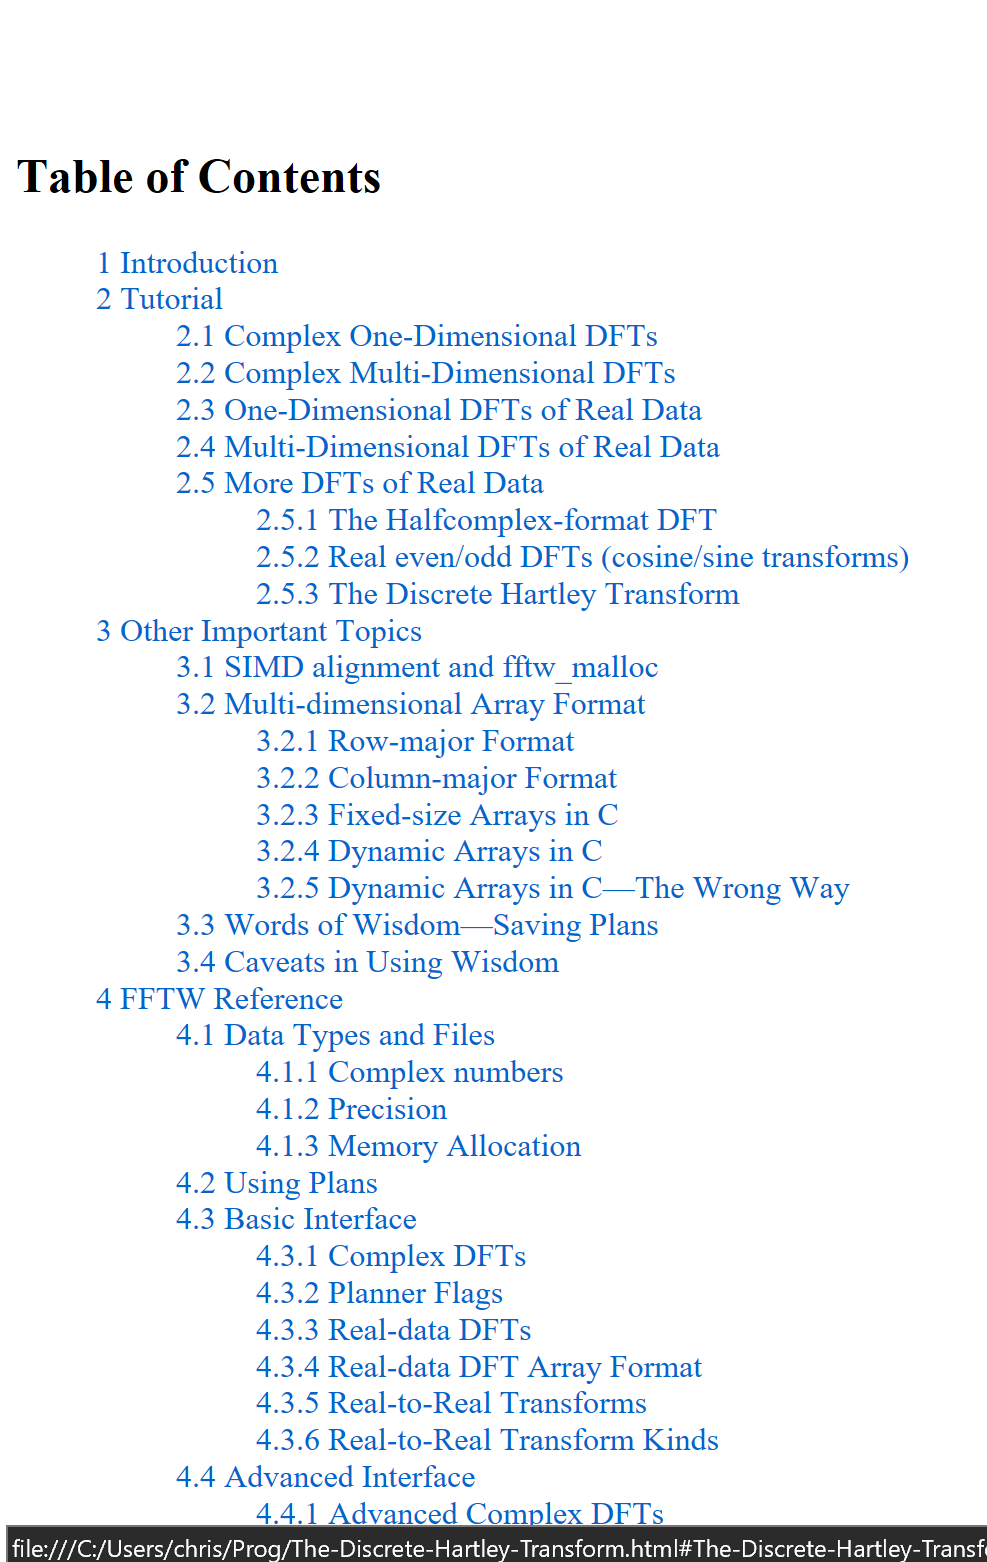 Table of Contents
1 Introduction
2 Tutorial
2.1 Complex One-Dimensional DFTs
2.2 Complex Multi-Dimensional DFTs
2.3 One-Dimensional DFTs of Real Data
2.4 Multi-Dimensional DFTs of Real Data
2.5 More DFTs of Real Data
2.5.1 The Halfcomplex-format DFT
2.5.2 Real even/odd DFTs (cosine/sine transforms)
2.5.3 The Discrete Hartley Transform
3 Other Important Topics
3.1 SIMD alignment and fftw_malloc
3.2 Multi-dimensional Array Format
3.2.1 Row-major Format
3.2.2 Column-major Format
3.2.3 Fixed-size Arrays in C
3.2.4 Dynamic Arrays in C
3.2.5 Dynamic Arrays in C—The Wrong Way
3.3 Words of Wisdom—Saving Plans
3.4 Caveats in Using Wisdom
4 FFTW Reference
4.1 Data Types and Files
4.1.1 Complex numbers
4.1.2 Precision
4.1.3 Memory Allocation
4.2 Using Plans
4.3 Basic Interface
4.3.1 Complex DFTs
4.3.2 Planner Flags
4.3.3 Real-data DFTs
4.3.4 Real-data DFT Array Format
4.3.5 Real-to-Real Transforms
4.3.6 Real-to-Real Transform Kinds
4.4 Advanced Interface
4.4.1 Advanced Complex DFTs
file:///C:/Users/chris/Prog/The-Discrete-Hartley-Transform.html#The-Discrete-Hartley-Transf